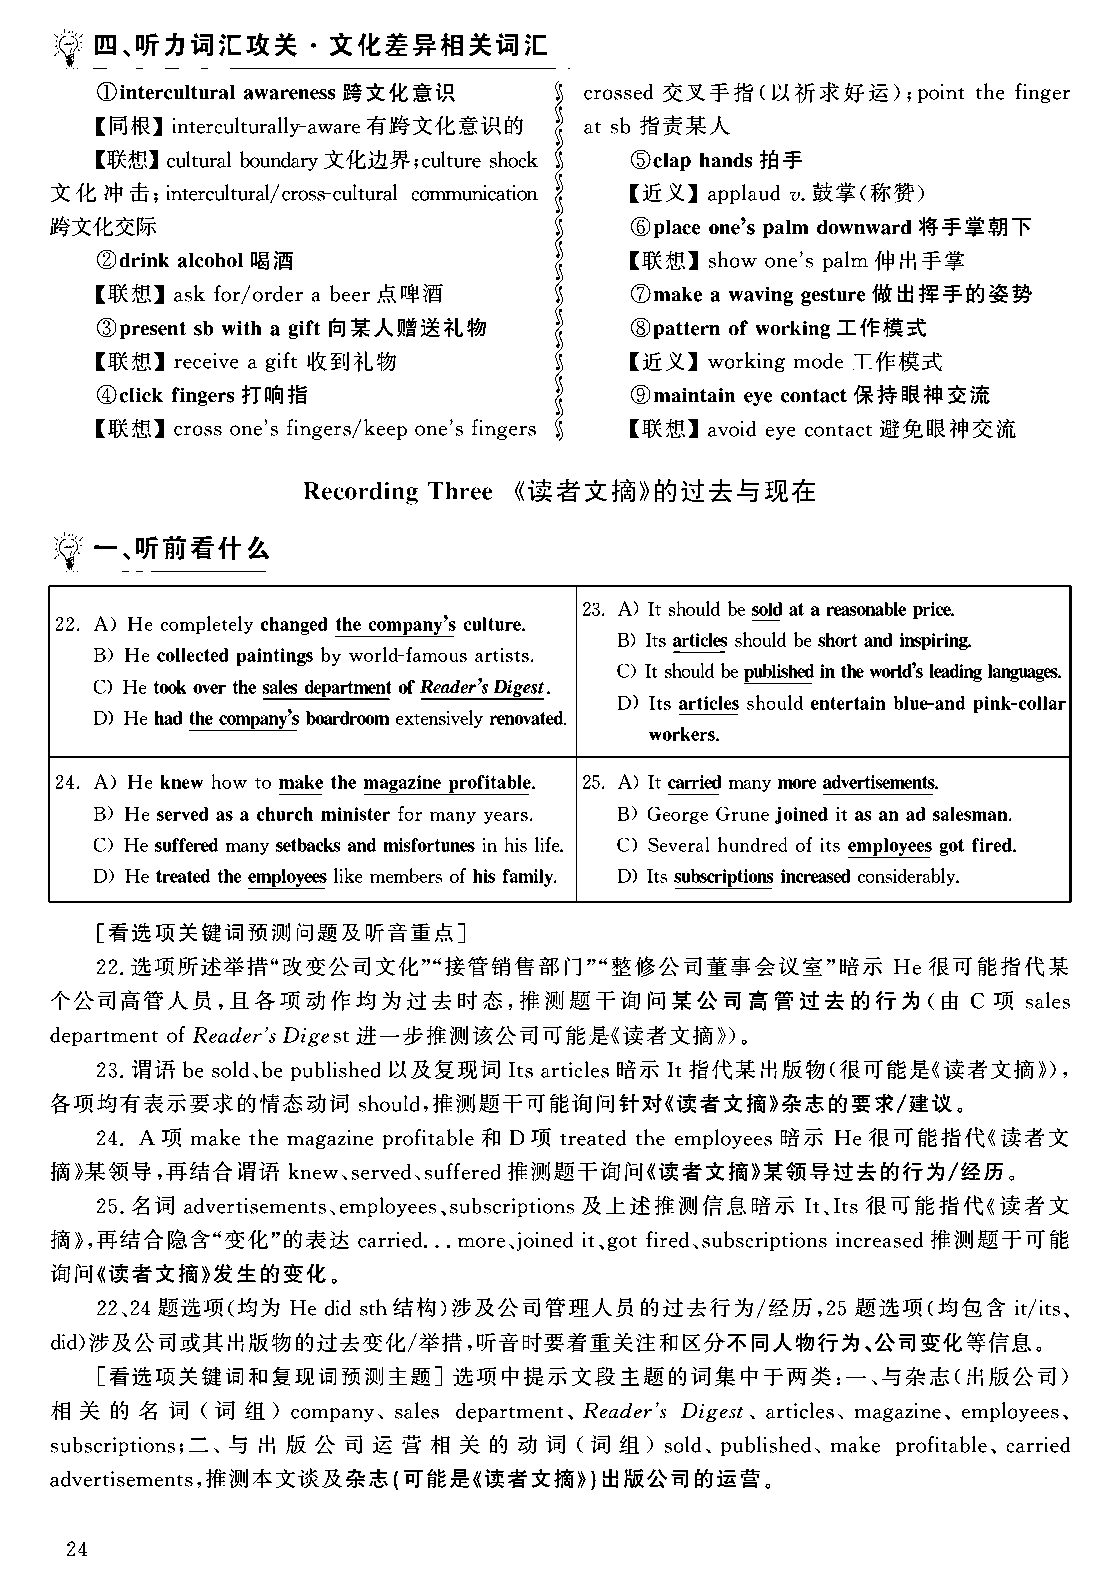 四、听力词汇攻关·文化差异相关词汇
①intercultural awareness 跨文化意识
【同根】interculturally-aware 有跨文化意识的
【联想】cultural boundary 文化边界;culture shock
文化冲击;intercultural/cross-cultural communication
跨文化交际
②drink alcohol 喝酒
【联想】ask for/order a beer 点啤酒
③present sb with a gift 向某人赠送礼物
【联想】receive a gift 收到礼物
④click fingers 打响指
【联想】cross one's fingers/keep one's fingers
crossed 交叉手指(以祈求好运);point the finger
at sb 指责某人
⑤clap hands 拍手
【近义】applaud v. 鼓掌(称赞)
⑥place one's palm downward 将手掌朝下
【联想】show one's palm 伸出手掌
⑦make a waving gesture 做出挥手的姿势
⑧pattern of working 工作模式
【近义】working mode 工作模式
⑨maintain eye contact 保持眼神交流
【联想】avoid eye contact 避免眼神交流
Recording Three 《读者文摘》的过去与现在
一、听前看什么
22. A) He completely changed the company's culture.
B) He collected paintings by world-famous artists.
C) He took over the sales department of Reader's Digest.
D) He had the company's boardroom extensively renovated.
23. A) It should be sold at a reasonable price.
B) Its articles should be short and inspiring.
C) It should be published in the world's leading languages.
D) Its articles should entertain blue-and pink-collar
workers.
24. A) He knew how to make the magazine profitable.
B) He served as a church minister for many years.
C) He suffered many setbacks and misfortunes in his life.
D) He treated the employees like members of his family.
25. A) It carried many more advertisements.
B) George Grune joined it as an ad salesman.
C) Several hundred of its employees got fired.
D) Its subscriptions increased considerably.
[看选项关键词预测问题及听音重点]
22. 选项所述举措“改变公司文化”“接管销售部门”“整修公司董事会议室”暗示 He 很可能指代某
个公司高管人员,且各项动作均为过去时态,推测题干询问某公司高管过去的行为(由 C 项 sales
department of Reader's Digest 进一步推测该公司可能是《读者文摘》)。
23. 谓语 be sold、be published 以及复现词 Its articles 暗示 It 指代某出版物(很可能是《读者文摘》),
各项均有表示要求的情态动词 should,推测题干可能询问针对《读者文摘》杂志的要求/建议。
24. A 项 make the magazine profitable 和 D 项 treated the employees 暗示 He 很可能指代《读者文
摘》某领导,再结合谓语 knew、served、suffered 推测题干询问《读者文摘》某领导过去的行为/经历。
25. 名词 advertisements、employees、subscriptions 及上述推测信息暗示 It、Its 很可能指代《读者文
摘》,再结合隐含“变化”的表达 carried...more、joined it、got fired、subscriptions increased 推测题于可能
询问《读者文摘》发生的变化。
22、24 题选项(均为 He did sth 结构)涉及公司管理人员的过去行为/经历,25 题选项(均包含 it/its、
did)涉及公司或其出版物的过去变化/举措,听音时要着重关注和区分不同人物行为、公司变化等信息。
[看选项关键词和复现词预测主题] 选项中提示文段主题的词集中于两类:一、与杂志(出版公司)
相关的名词(词组)company、sales department、Reader's Digest、articles、magazine、employees、
subscriptions;二、与出版公司运营相关的动词(词组)sold、published、make profitable、carried
advertisements,推测本文谈及杂志(可能是《读者文摘》)出版公司的运营。
24